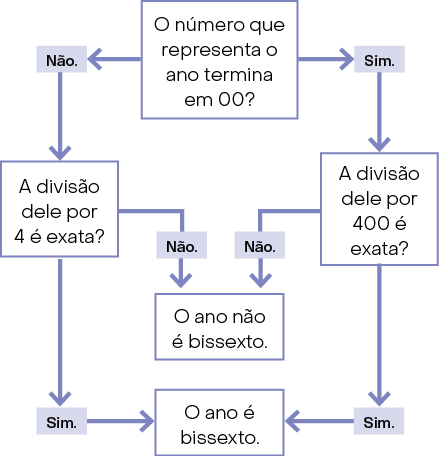 O número que
representa o
ano termina
em 00?
Não.
Sim.
A divisão
dele por
4 é exata?
A divisão
dele por
400 é
exata?
Não.
Não.
O ano não
é bissexto.
Sim.
O ano é
bissexto.
Sim.